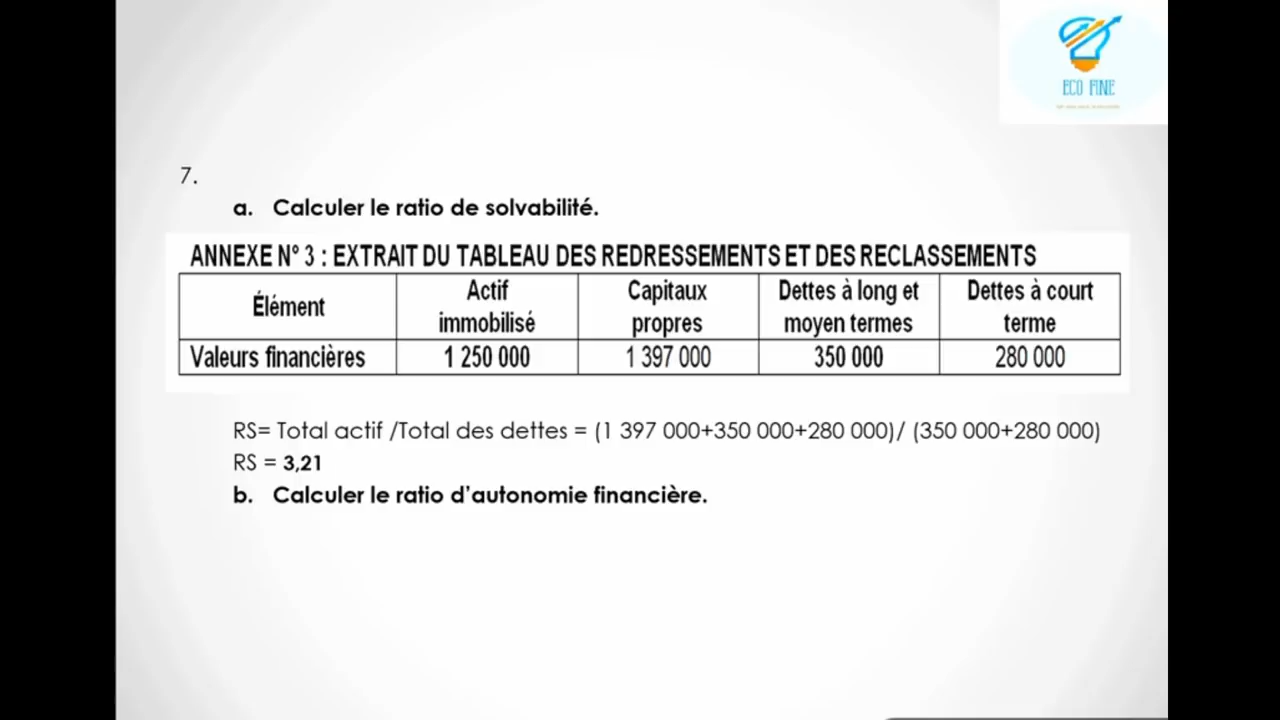 ECO FINE
7.
a. Calculer le ratio de solvabilité.
ANNEXE N° 3 : EXTRAIT DU TABLEAU DES REDRESSEMENTS ET DES RECLASSEMENTS
Élément | Actif immobilisé | Capitaux propres | Dettes à long et moyen termes | Dettes à court terme
Valeurs financières | 1 250 000 | 1 397 000 | 350 000 | 280 000
RS= Total actif /Total des dettes = (1 397 000+350 000+280 000)/ (350 000+280 000)
RS = 3,21
b. Calculer le ratio d'autonomie financière.